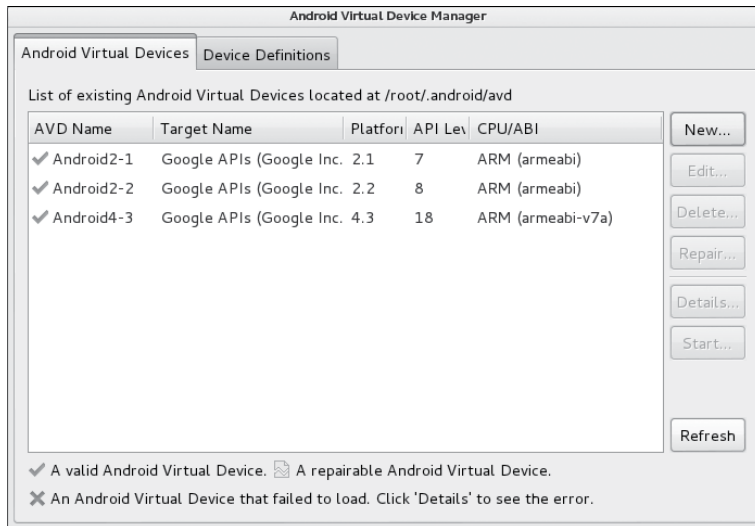 Android Virtual Device Manager
Android Virtual Devices Device Definitions
List of existing Android Virtual Devices located at /root/.android/avd
AVD Name Target Name Platforr API Lev CPU/ABI
Android2-1 Google APIs (Google Inc. 2.1 7 ARM (armeabi)
Android2-2 Google APIs (Google Inc. 2.2 8 ARM (armeabi)
Android4-3 Google APIs (Google Inc. 4.3 18 ARM (armeabi-v7a)
New...
Edit...
Delete...
Repair...
Details...
Start...
Refresh
A valid Android Virtual Device. A repairable Android Virtual Device.
An Android Virtual Device that failed to load. Click 'Details' to see the error.